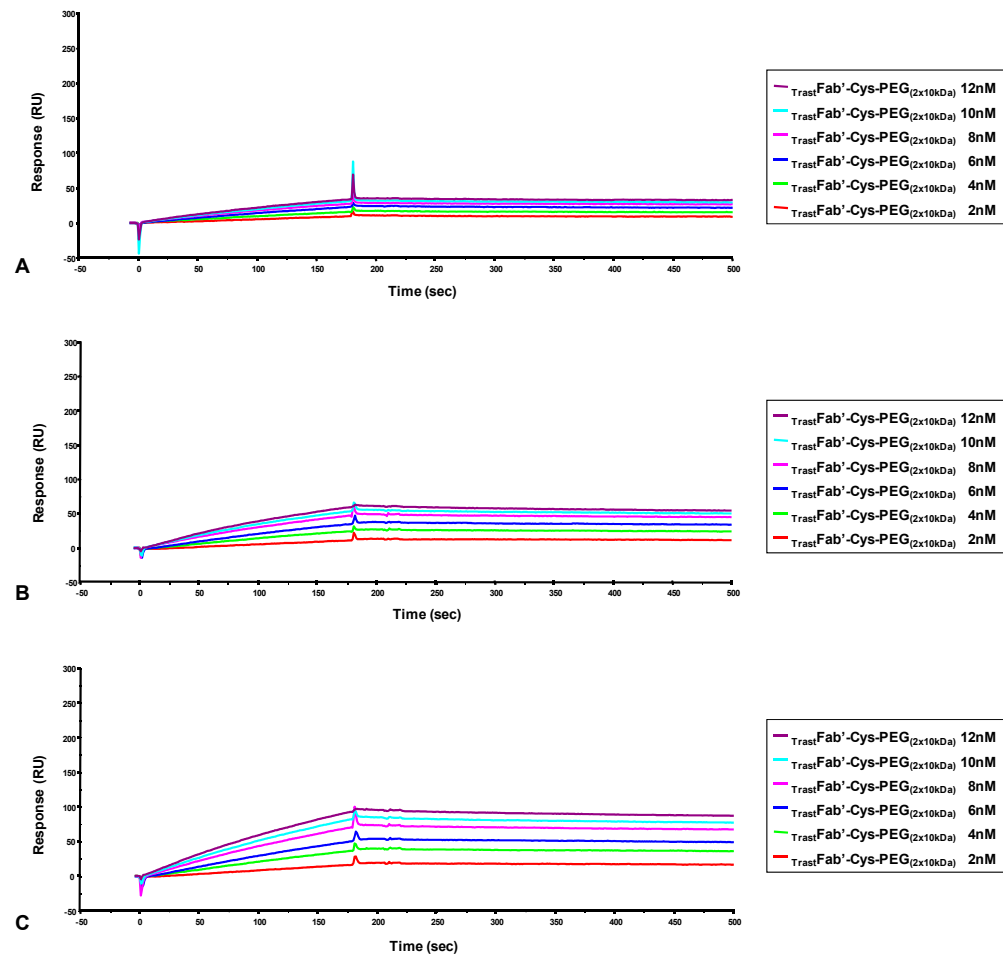 300
250
200
150
100
50
0
-50
Response (RU)
-50 0 50 100 150 200 250 300 350 400 450 500
Time (sec)
A
TrastFab’-Cys-PEG(2x10kDa) 12nM
TrastFab’-Cys-PEG(2x10kDa) 10nM
TrastFab’-Cys-PEG(2x10kDa) 8nM
TrastFab’-Cys-PEG(2x10kDa) 6nM
TrastFab’-Cys-PEG(2x10kDa) 4nM
TrastFab’-Cys-PEG(2x10kDa) 2nM
300
250
200
150
100
50
0
-50
Response (RU)
-50 0 50 100 150 200 250 300 350 400 450 500
Time (sec)
B
TrastFab’-Cys-PEG(2x10kDa) 12nM
TrastFab’-Cys-PEG(2x10kDa) 10nM
TrastFab’-Cys-PEG(2x10kDa) 8nM
TrastFab’-Cys-PEG(2x10kDa) 6nM
TrastFab’-Cys-PEG(2x10kDa) 4nM
TrastFab’-Cys-PEG(2x10kDa) 2nM
300
250
200
150
100
50
0
-50
Response (RU)
-50 0 50 100 150 200 250 300 350 400 450 500
Time (sec)
C
TrastFab’-Cys-PEG(2x10kDa) 12nM
TrastFab’-Cys-PEG(2x10kDa) 10nM
TrastFab’-Cys-PEG(2x10kDa) 8nM
TrastFab’-Cys-PEG(2x10kDa) 6nM
TrastFab’-Cys-PEG(2x10kDa) 4nM
TrastFab’-Cys-PEG(2x10kDa) 2nM